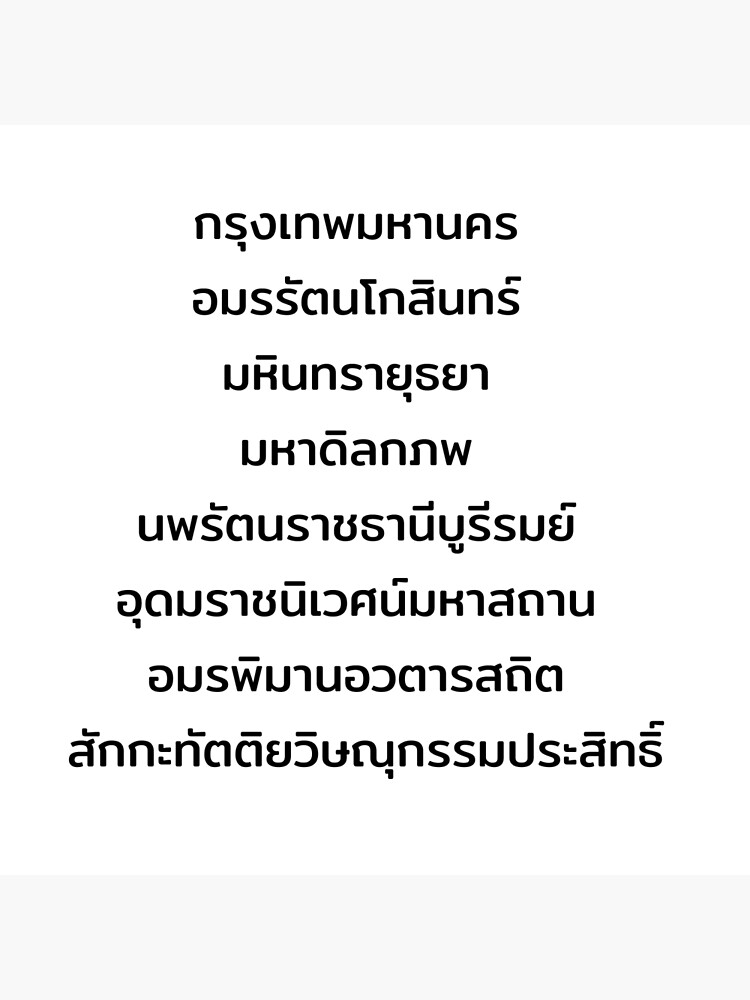 กรุงเทพมหานคร
อมรรัตนโกสินทร์
มหินทรายุธยา
มหาดิลกภพ
นพรัตนราชธานีบูรีรมย์
อุดมราชนิเวศน์มหาสถาน
อมรพิมานอวตารสถิต
สักกะทัตติยวิษณุกรรมประสิทธิ์